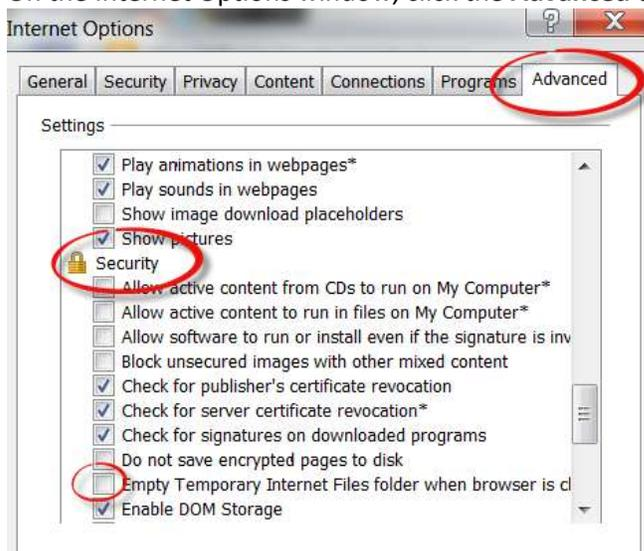 On the Internet Options window, click the Advanced
Internet Options
General Security Privacy Content Connections Programs Advanced
Settings
Play animations in webpages*
Play sounds in webpages
Show image download placeholders
Show pictures
Security
Allow active content from CDs to run on My Computer*
Allow active content to run in files on My Computer*
Allow software to run or install even if the signature is inv
Block unsecured images with other mixed content
Check for publisher's certificate revocation
Check for server certificate revocation*
Check for signatures on downloaded programs
Do not save encrypted pages to disk
Empty Temporary Internet Files folder when browser is cl
Enable DOM Storage